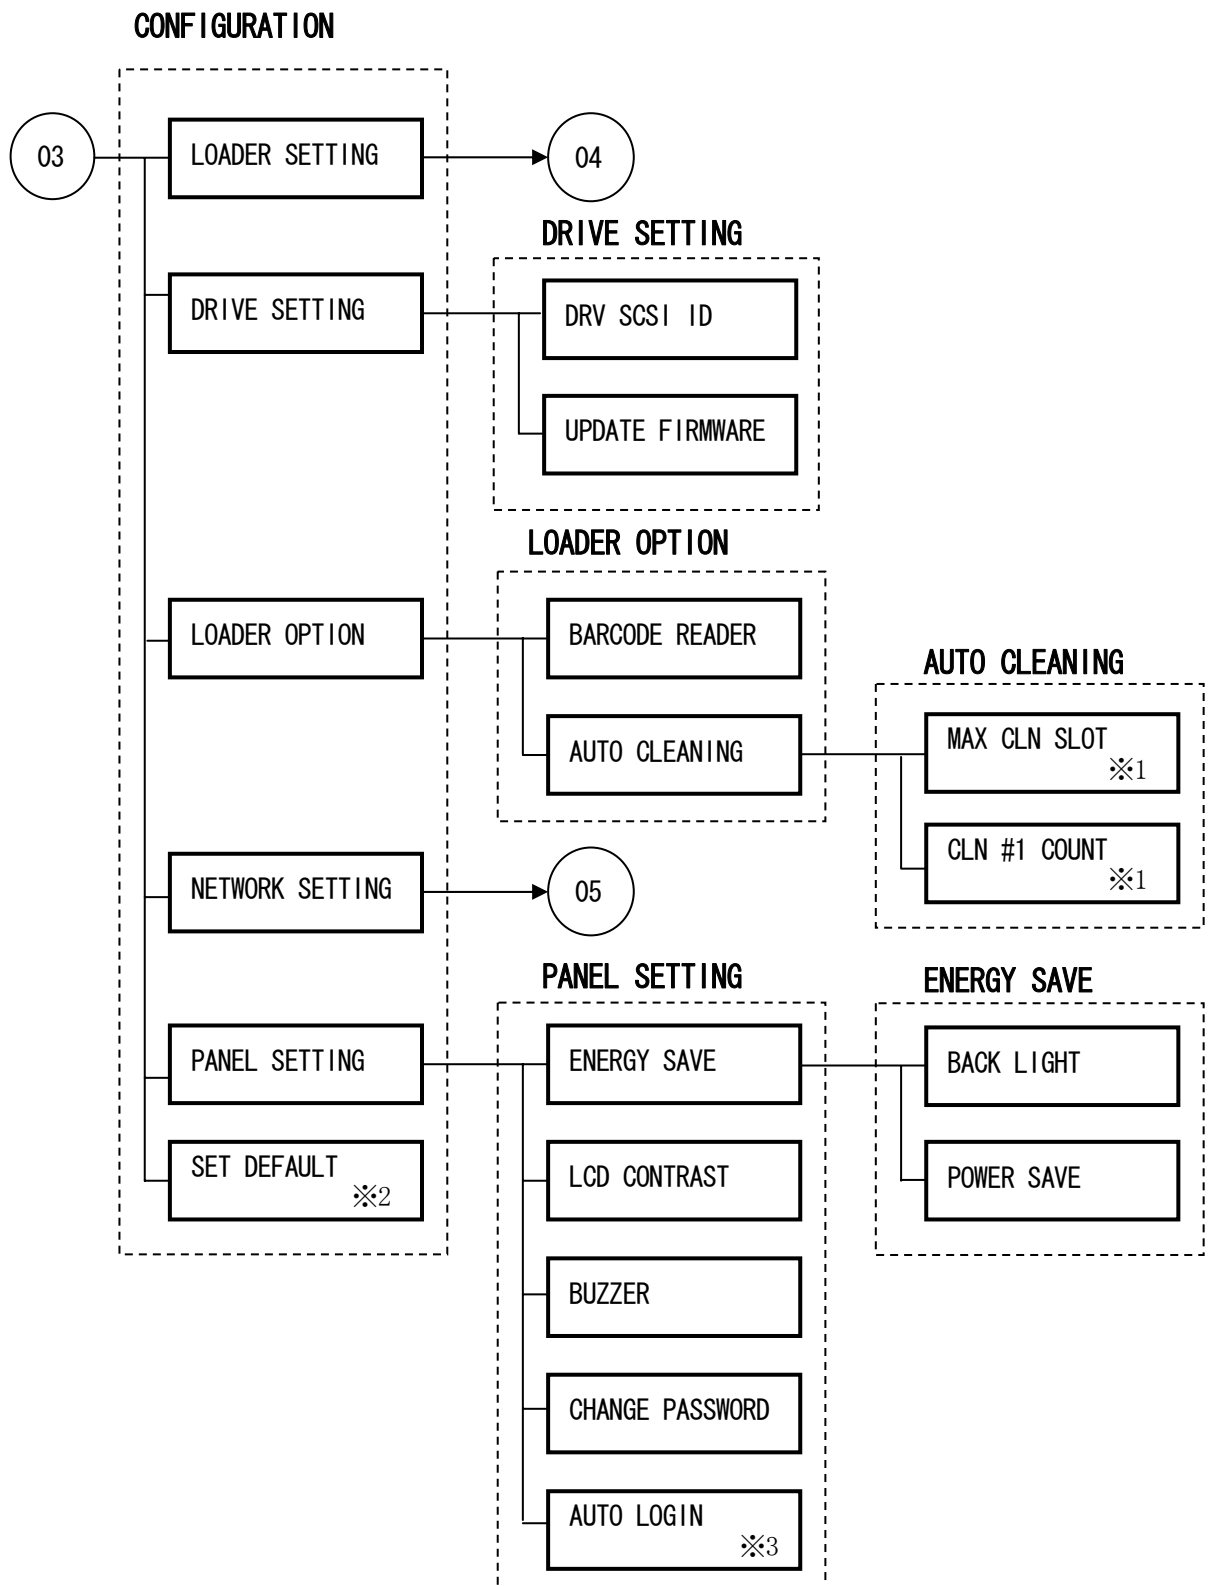 CONFIGURATION
03
LOADER SETTING
04
DRIVE SETTING
DRIVE SETTING
DRV SCSI ID
UPDATE FIRMWARE
LOADER OPTION
LOADER OPTION
BARCODE READER
AUTO CLEANING
AUTO CLEANING
MAX CLN SLOT
※1
CLN #1 COUNT
※1
NETWORK SETTING
05
PANEL SETTING
PANEL SETTING
ENERGY SAVE
ENERGY SAVE
BACK LIGHT
POWER SAVE
LCD CONTRAST
SET DEFAULT
※2
BUZZER
CHANGE PASSWORD
AUTO LOGIN
※3